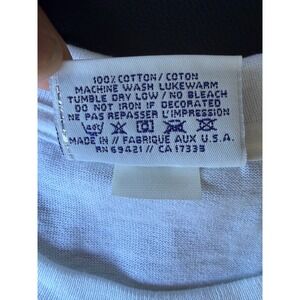 100% COTTON / COTON
MACHINE WASH LUKEWARM
TUMBLE DRY LOW / NO BLEACH
DO NOT IRON IF DECORATED
NE PAS REPASSER L'IMPRESSION
MADE IN // FABRIQUE AUX U.S.A.
RN 69421 // CA 17335